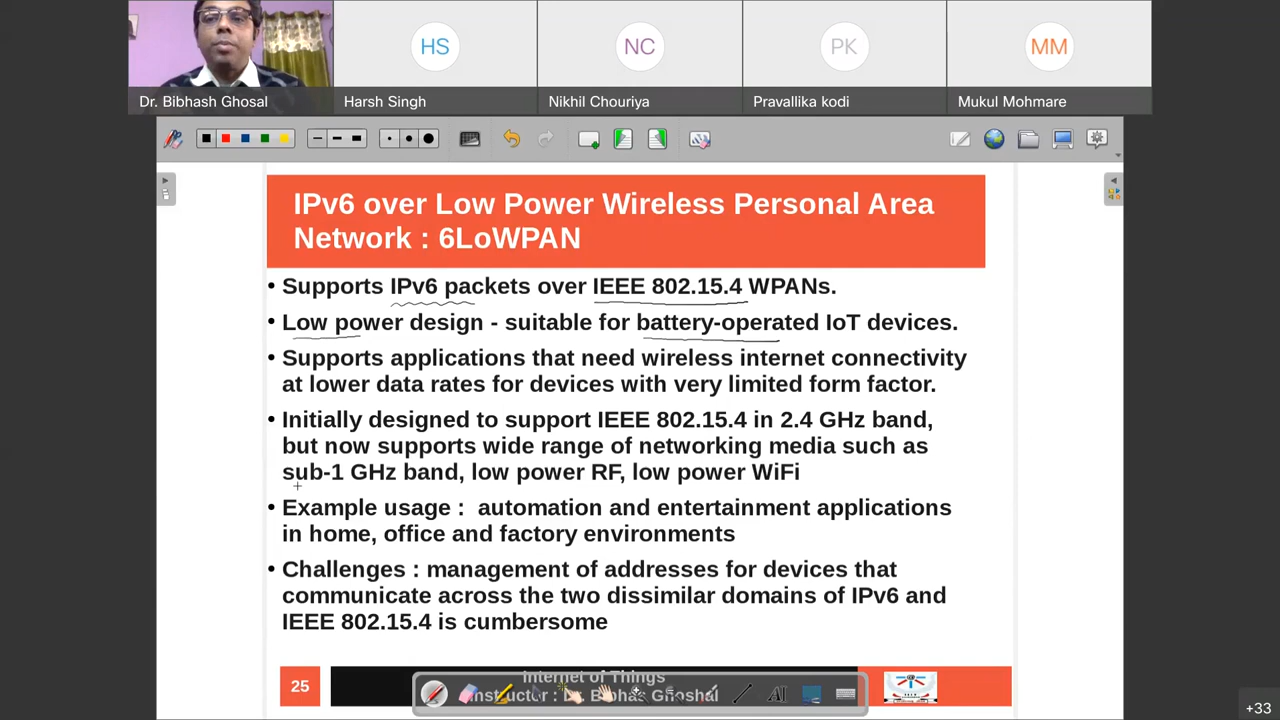 HS
NC
PK
MM
Dr. Bibhash Ghosal
Harsh Singh
Nikhil Chouriya
Pravallika kodi
Mukul Mohmare
IPv6 over Low Power Wireless Personal Area
Network : 6LoWPAN
• Supports IPv6 packets over IEEE 802.15.4 WPANs.
• Low power design - suitable for battery-operated IoT devices.
• Supports applications that need wireless internet connectivity
at lower data rates for devices with very limited form factor.
• Initially designed to support IEEE 802.15.4 in 2.4 GHz band,
but now supports wide range of networking media such as
sub-1 GHz band, low power RF, low power WiFi
• Example usage : automation and entertainment applications
in home, office and factory environments
• Challenges : management of addresses for devices that
communicate across the two dissimilar domains of IPv6 and
IEEE 802.15.4 is cumbersome
25
Internet of Things
Instructor : Dr. Bibhas Ghoshal
AI
+33